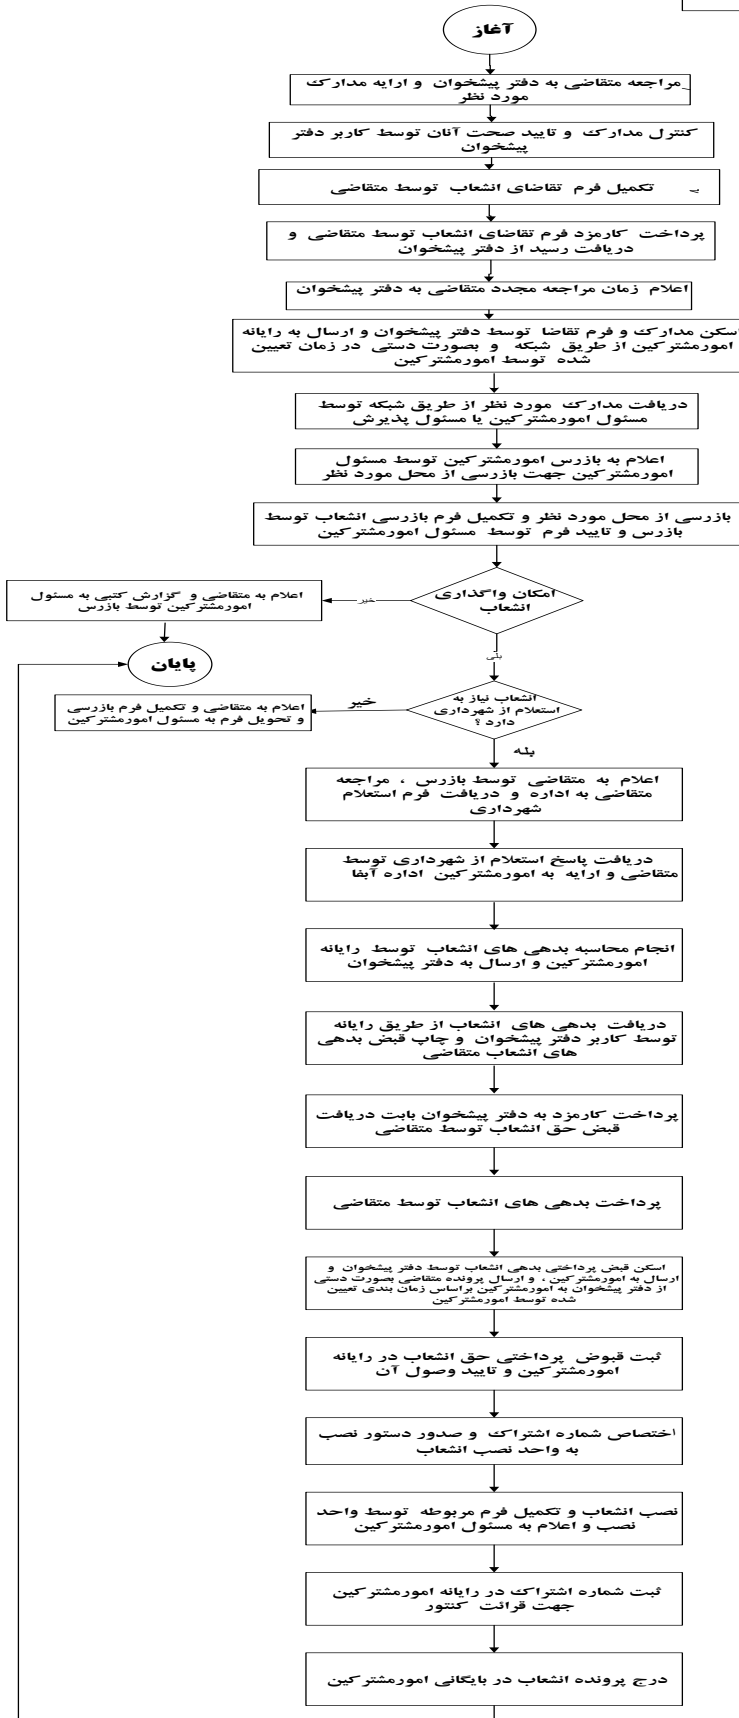 آغاز
مراجعه متقاضی به دفتر پیشخوان و ارایه مدارک
مورد نظر
کنترل مدارک و تایید صحت آنان توسط کاربر دفتر
پیشخوان
تکمیل فرم تقاضای انشعاب توسط متقاضی
پرداخت کارمزد فرم تقاضای انشعاب توسط متقاضی و
دریافت رسید از دفتر پیشخوان
اعلام زمان مراجعه مجدد متقاضی به دفتر پیشخوان
اسکن مدارک و فرم تقاضا توسط دفتر پیشخوان و ارسال به رایانه
امورمشترکین از طریق شبکه و بصورت دستی در زمان تعیین
شده توسط امورمشترکین
دریافت مدارک مورد نظر از طریق شبکه توسط
مسئول امورمشترکین یا مسئول پذیرش
اعلام به بازرس امورمشترکین توسط مسئول
امورمشترکین جهت بازرسی از محل مورد نظر
بازرسی از محل مورد نظر و تکمیل فرم بازرسی انشعاب توسط
بازرس و تایید فرم توسط مسئول امورمشترکین
امکان واگذاری
انشعاب
خیر
اعلام به متقاضی و گزارش کتبی به مسئول
امورمشترکین توسط بازرس
پایان
بلی
انشعاب نیاز به
استعلام از شهرداری
دارد ؟
خیر
اعلام به متقاضی و تکمیل فرم بازرسی
و تحویل فرم به مسئول امورمشترکین
بله
اعلام به متقاضی توسط بازرس ، مراجعه
متقاضی به اداره و دریافت فرم استعلام
شهرداری
دریافت پاسخ استعلام از شهرداری توسط
متقاضی و ارایه به امورمشترکین اداره آبفا
انجام محاسبه بدهی های انشعاب توسط رایانه
امورمشترکین و ارسال به دفتر پیشخوان
دریافت بدهی های انشعاب از طریق رایانه
توسط کاربر دفتر پیشخوان و چاپ قبض بدهی
های انشعاب متقاضی
پرداخت کارمزد به دفتر پیشخوان بابت دریافت
قبض حق انشعاب توسط متقاضی
پرداخت بدهی های انشعاب توسط متقاضی
اسکن قبض پرداختی بدهی انشعاب توسط دفتر پیشخوان و
ارسال به امورمشترکین ، و ارسال پرونده متقاضی بصورت دستی
از دفتر پیشخوان به امورمشترکین براساس زمان بندی تعیین
شده توسط امورمشترکین
ثبت قبوض پرداختی حق انشعاب در رایانه
امورمشترکین و تایید وصول آن
اختصاص شماره اشتراک و صدور دستور نصب
به واحد نصب انشعاب
نصب انشعاب و تکمیل فرم مربوطه توسط واحد
نصب و اعلام به مسئول امورمشترکین
ثبت شماره اشتراک در رایانه امورمشترکین
جهت قرائت کنتور
درج پرونده انشعاب در بایگانی امورمشترکین